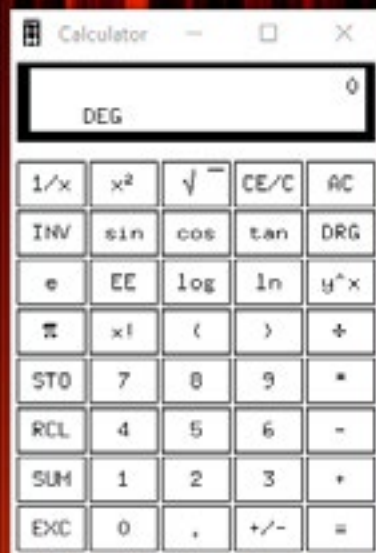 Calculator
0
DEG
1/x x² √‾ CE/C AC
INV sin cos tan DRG
e EE log ln y^x
π x! ( ) ÷
STO 7 8 9 *
RCL 4 5 6 -
SUM 1 2 3 +
EXC 0 . +/- =